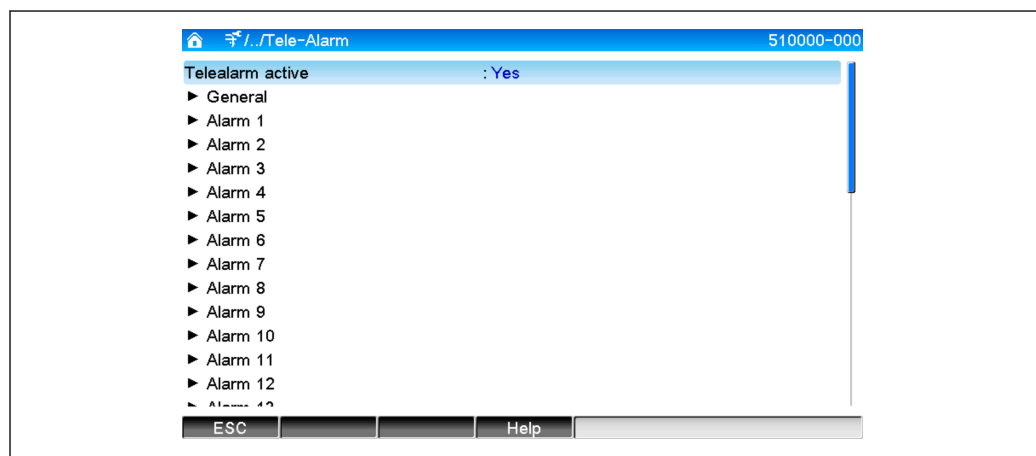 /../Tele-Alarm 510000-000
Telealarm active : Yes
► General
► Alarm 1
► Alarm 2
► Alarm 3
► Alarm 4
► Alarm 5
► Alarm 6
► Alarm 7
► Alarm 8
► Alarm 9
► Alarm 10
► Alarm 11
► Alarm 12
ESC Help